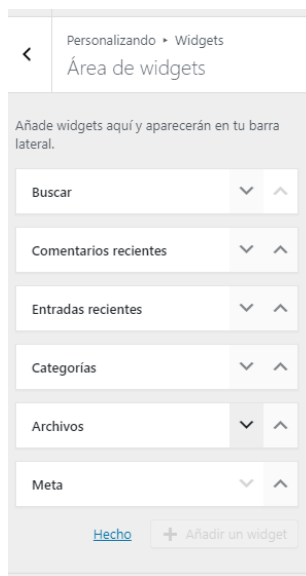 Personalizando ▸ Widgets
Área de widgets
Añade widgets aquí y aparecerán en tu barra
lateral.
Buscar
Comentarios recientes
Entradas recientes
Categorías
Archivos
Meta
Hecho + Añadir un widget